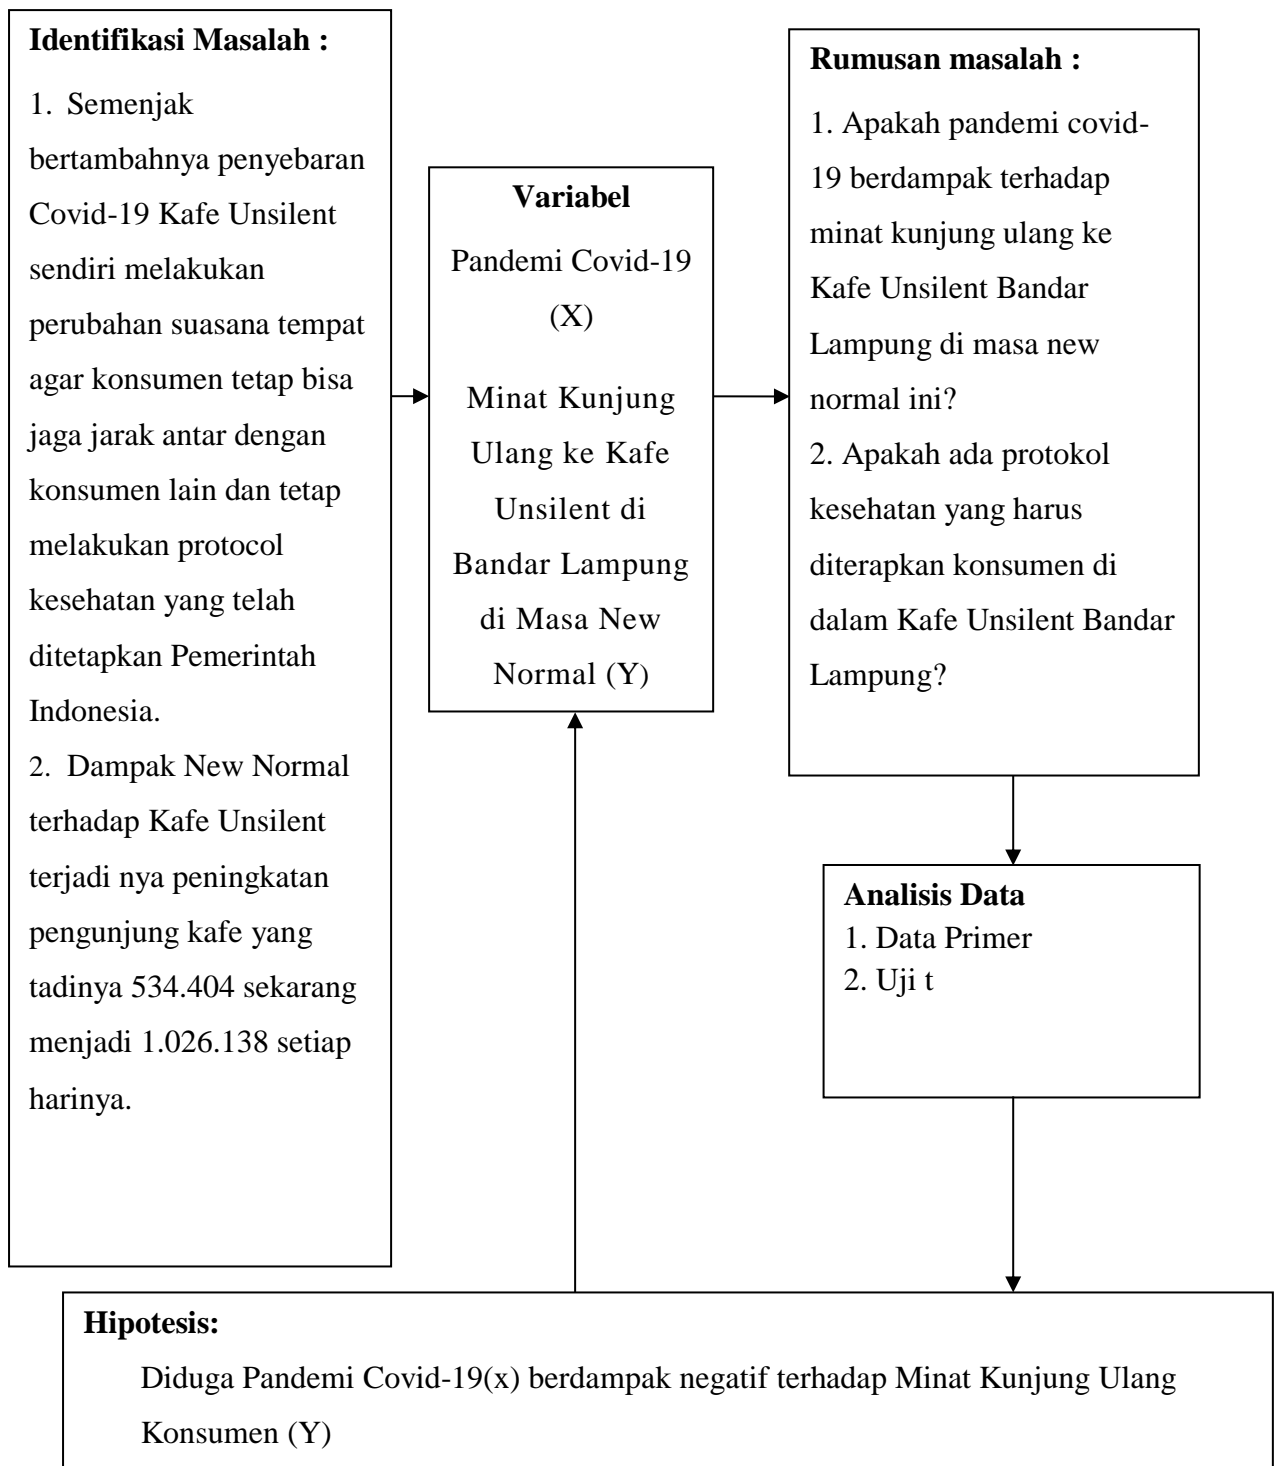 Identifikasi Masalah :
1. Semenjak
bertambahnya penyebaran
Covid-19 Kafe Unsilent
sendiri melakukan
perubahan suasana tempat
agar konsumen tetap bisa
jaga jarak antar dengan
konsumen lain dan tetap
melakukan protocol
kesehatan yang telah
ditetapkan Pemerintah
Indonesia.
2. Dampak New Normal
terhadap Kafe Unsilent
terjadi nya peningkatan
pengunjung kafe yang
tadinya 534.404 sekarang
menjadi 1.026.138 setiap
harinya.
Variabel
Pandemi Covid-19
(X)
Minat Kunjung
Ulang ke Kafe
Unsilent di
Bandar Lampung
di Masa New
Normal (Y)
Rumusan masalah :
1. Apakah pandemi covid-
19 berdampak terhadap
minat kunjung ulang ke
Kafe Unsilent Bandar
Lampung di masa new
normal ini?
2. Apakah ada protokol
kesehatan yang harus
diterapkan konsumen di
dalam Kafe Unsilent Bandar
Lampung?
Analisis Data
1. Data Primer
2. Uji t
Hipotesis:
Diduga Pandemi Covid-19(x) berdampak negatif terhadap Minat Kunjung Ulang
Konsumen (Y)